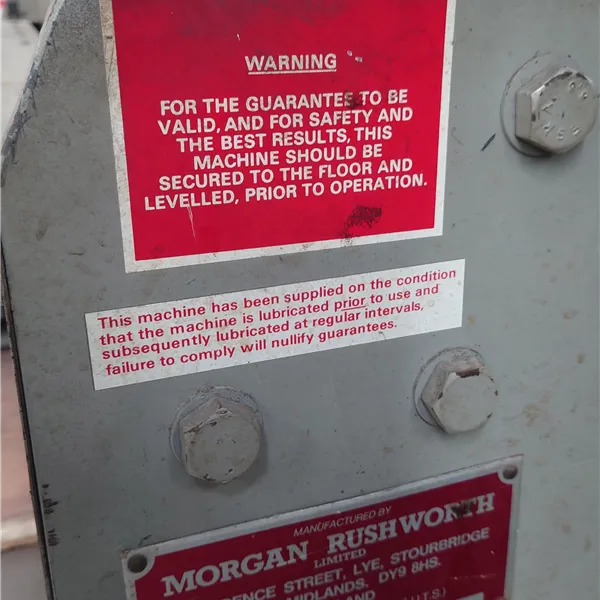 WARNING
FOR THE GUARANTEE TO BE
VALID, AND FOR SAFETY AND
THE BEST RESULTS, THIS
MACHINE SHOULD BE
SECURED TO THE FLOOR AND
LEVELLED, PRIOR TO OPERATION.
This machine has been supplied on the condition
that the machine is lubricated prior to use and
subsequently lubricated at regular intervals,
failure to comply will nullify guarantees.
MANUFACTURED BY
MORGAN RUSHWORTH
LIMITED
STREET, LYE, STOURBRIDGE
MIDLANDS. DY9 8HS.